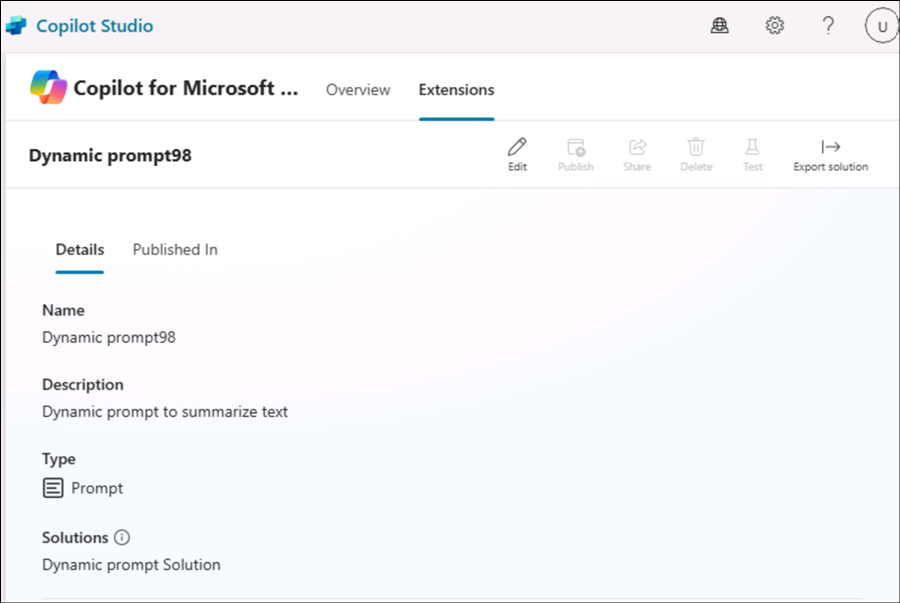 Copilot Studio
?
U
Copilot for Microsoft ... Overview Extensions
Dynamic prompt98
Edit Publish Share Delete Test Export solution
Details Published In
Name
Dynamic prompt98
Description
Dynamic prompt to summarize text
Type
Prompt
Solutions
Dynamic prompt Solution